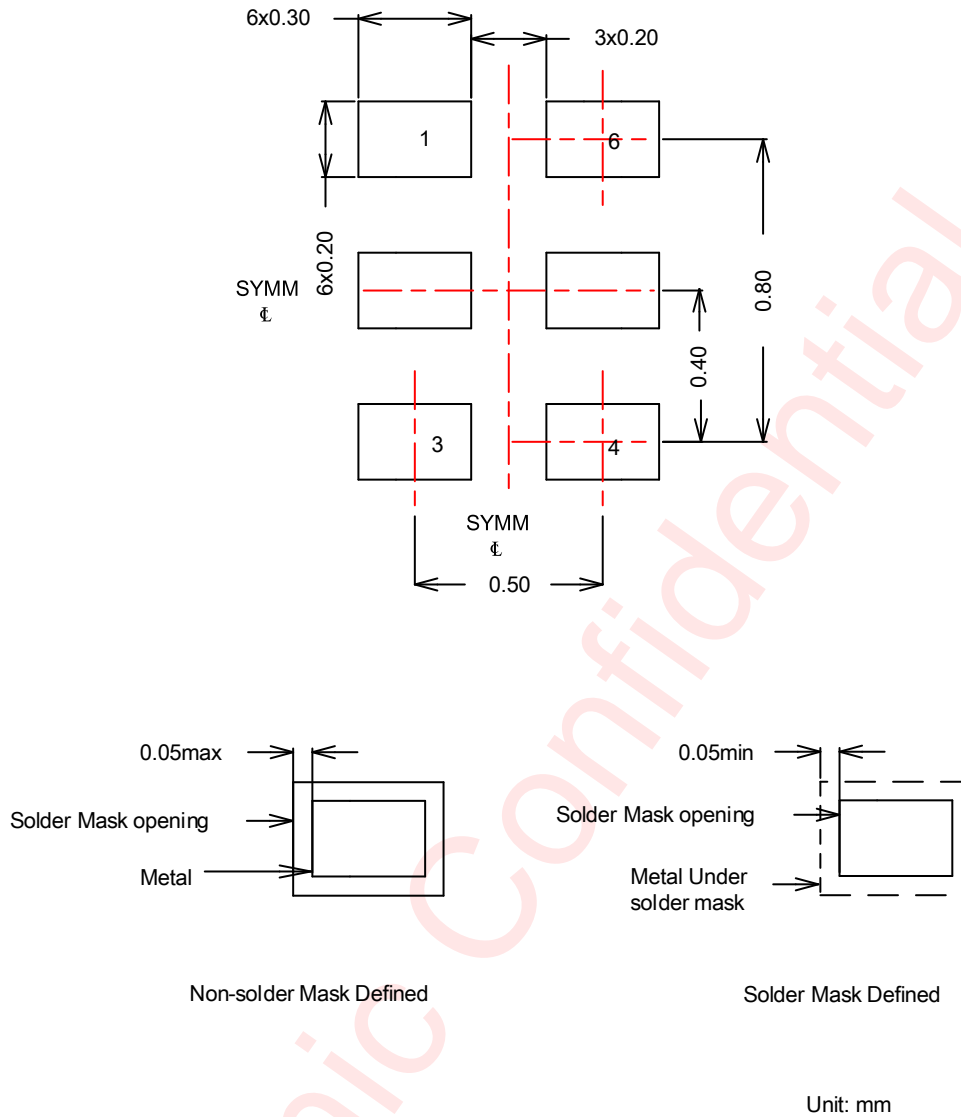 6x0.30
3x0.20
1
6
6x0.20
SYMM
℄
0.80
0.40
3
4
SYMM
℄
0.50
0.05max
Solder Mask opening
Metal
Non-solder Mask Defined
0.05min
Solder Mask opening
Metal Under
solder mask
Solder Mask Defined
Unit: mm
nic Confidential